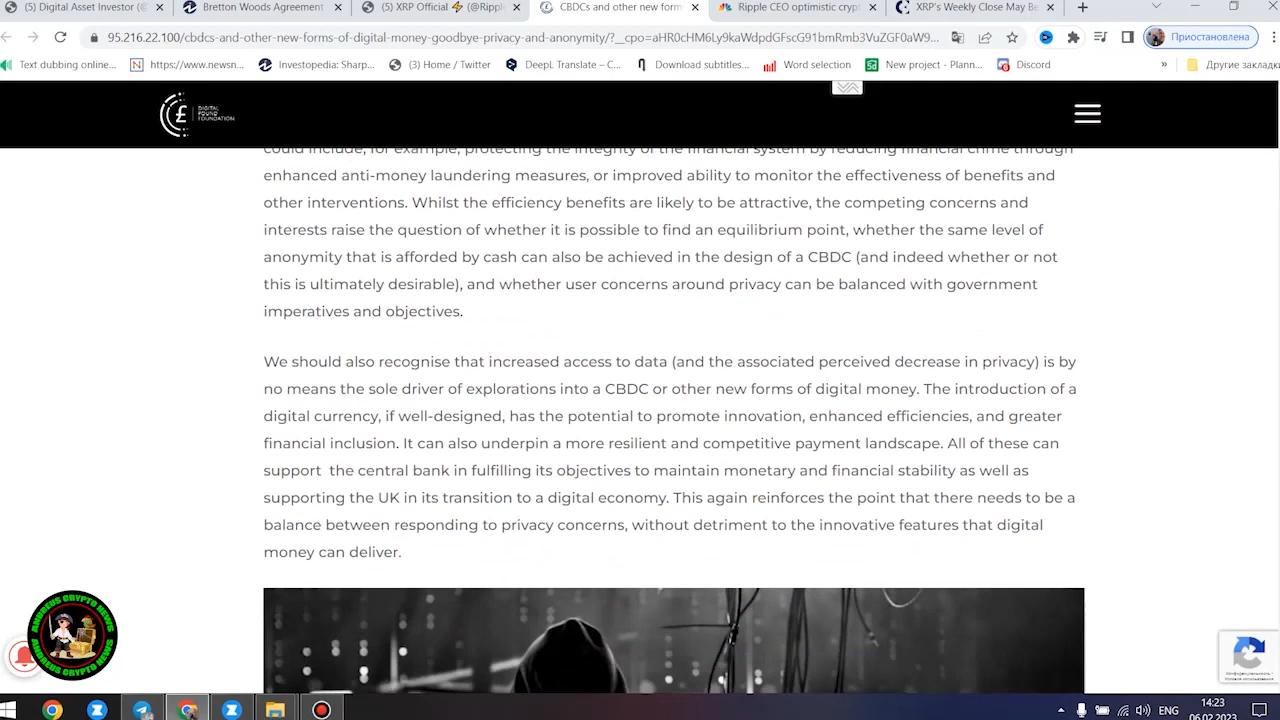 (5) Digital Asset Investor (@
Bretton Woods Agreement
(5) XRP Official ⚡ (@Rippl
CBDCs and other new form
Ripple CEO optimistic crypt
XRP's Weekly Close May Be
95.216.22.100/cbdcs-and-other-new-forms-of-digital-money-goodbye-privacy-and-anonymity/?__cpo=aHR0cHM6Ly9kaWdpdGFscG91bmRmb3VuZGF0aW9...
Приостановлена
Text dubbing online...
https://www.newsn...
Investopedia: Sharp...
(3) Home / Twitter
DeepL Translate – C...
Download subtitles...
Word selection
New project - Plann...
Discord
»
Другие закладки
DIGITAL
POUND
FOUNDATION
could include, for example, protecting the integrity of the financial system by reducing financial crime through
enhanced anti-money laundering measures, or improved ability to monitor the effectiveness of benefits and
other interventions. Whilst the efficiency benefits are likely to be attractive, the competing concerns and
interests raise the question of whether it is possible to find an equilibrium point, whether the same level of
anonymity that is afforded by cash can also be achieved in the design of a CBDC (and indeed whether or not
this is ultimately desirable), and whether user concerns around privacy can be balanced with government
imperatives and objectives.
We should also recognise that increased access to data (and the associated perceived decrease in privacy) is by
no means the sole driver of explorations into a CBDC or other new forms of digital money. The introduction of a
digital currency, if well-designed, has the potential to promote innovation, enhanced efficiencies, and greater
financial inclusion. It can also underpin a more resilient and competitive payment landscape. All of these can
support the central bank in fulfilling its objectives to maintain monetary and financial stability as well as
supporting the UK in its transition to a digital economy. This again reinforces the point that there needs to be a
balance between responding to privacy concerns, without detriment to the innovative features that digital
money can deliver.
ANDREUS CRYPTO NEWS
ANDREUS CRYPTO NEWS
Конфиденциальность -
ENG
14:23
06.02.2023